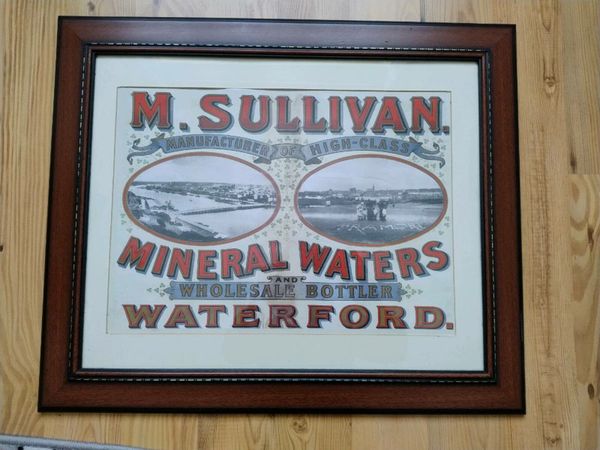 M. SULLIVAN.
MANUFACTURER OF HIGH-CLASS
MINERAL WATERS
AND
WHOLESALE BOTTLER
WATERFORD.